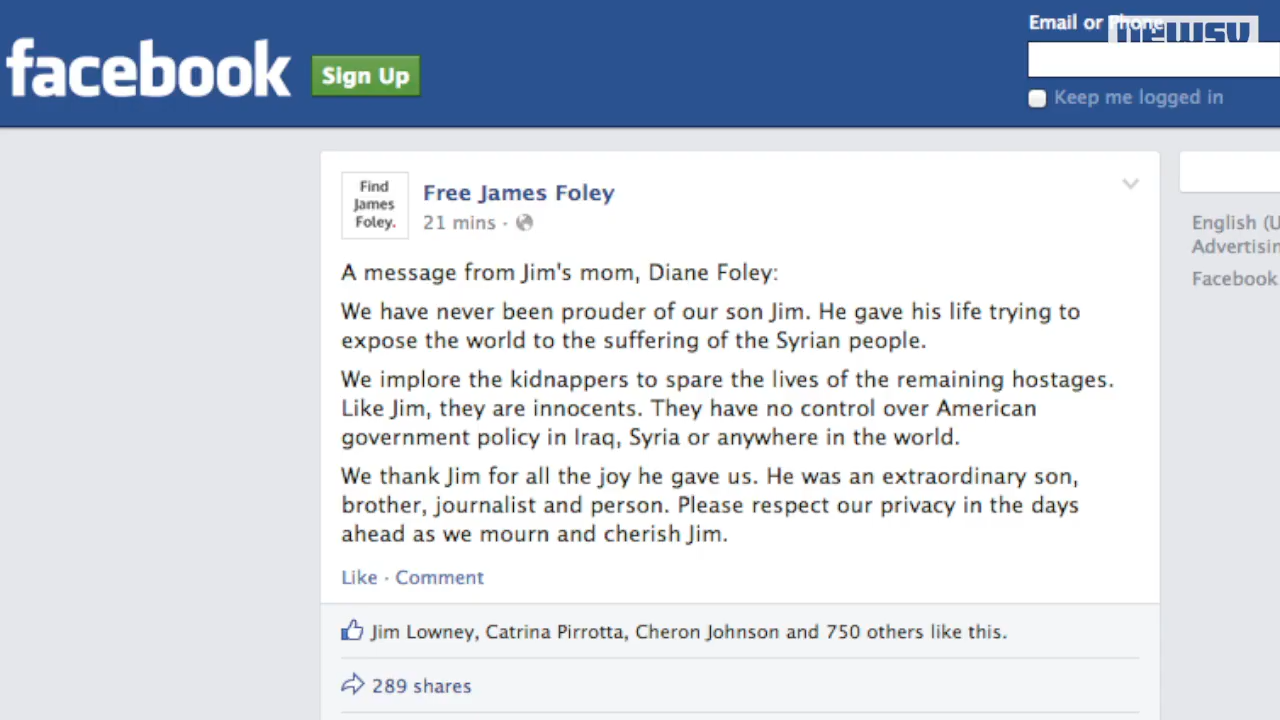 Email or Phone
newsy
facebook
Sign Up
Keep me logged in
Find
James
Foley.
Free James Foley
21 mins ·
A message from Jim's mom, Diane Foley:
We have never been prouder of our son Jim. He gave his life trying to
expose the world to the suffering of the Syrian people.
We implore the kidnappers to spare the lives of the remaining hostages.
Like Jim, they are innocents. They have no control over American
government policy in Iraq, Syria or anywhere in the world.
We thank Jim for all the joy he gave us. He was an extraordinary son,
brother, journalist and person. Please respect our privacy in the days
ahead as we mourn and cherish Jim.
Like · Comment
Jim Lowney, Catrina Pirrotta, Cheron Johnson and 750 others like this.
289 shares
English (U
Advertisin
Facebook